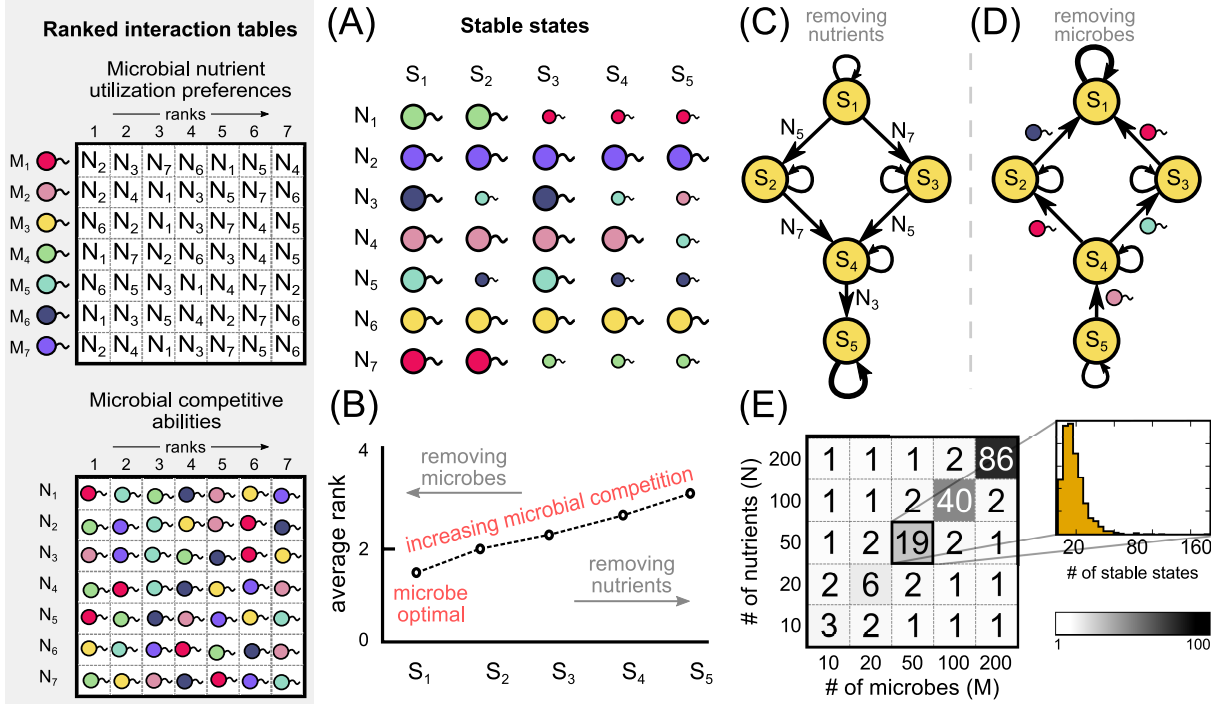 Ranked interaction tables
Microbial nutrient
utilization preferences
ranks
1 2 3 4 5 6 7
M1 N2 N3 N7 N6 N1 N5 N4
M2 N2 N4 N1 N3 N5 N7 N6
M3 N6 N2 N1 N3 N7 N4 N5
M4 N1 N7 N2 N6 N3 N4 N5
M5 N6 N5 N3 N1 N4 N7 N2
M6 N1 N3 N5 N4 N2 N7 N6
M7 N2 N4 N1 N3 N7 N5 N6
Microbial competitive
abilities
ranks
1 2 3 4 5 6 7
N1
N2
N3
N4
N5
N6
N7
(A)
Stable states
S1 S2 S3 S4 S5
N1
N2
N3
N4
N5
N6
N7
(B)
average rank
4
2
0
removing
microbes
increasing microbial competition
microbe
optimal
removing
nutrients
S1 S2 S3 S4 S5
(C)
removing
nutrients
S1
N5 N7
S2 S3
N7 N5
S4
N3
S5
(D)
removing
microbes
S1
S2 S3
S4
S5
(E)
# of nutrients (N)
200 1 1 1 2 86
100 1 1 2 40 2
50 1 2 19 2 1
20 2 6 2 1 1
10 3 2 1 1 1
10 20 50 100 200
# of microbes (M)
20 80 160
# of stable states
1 100